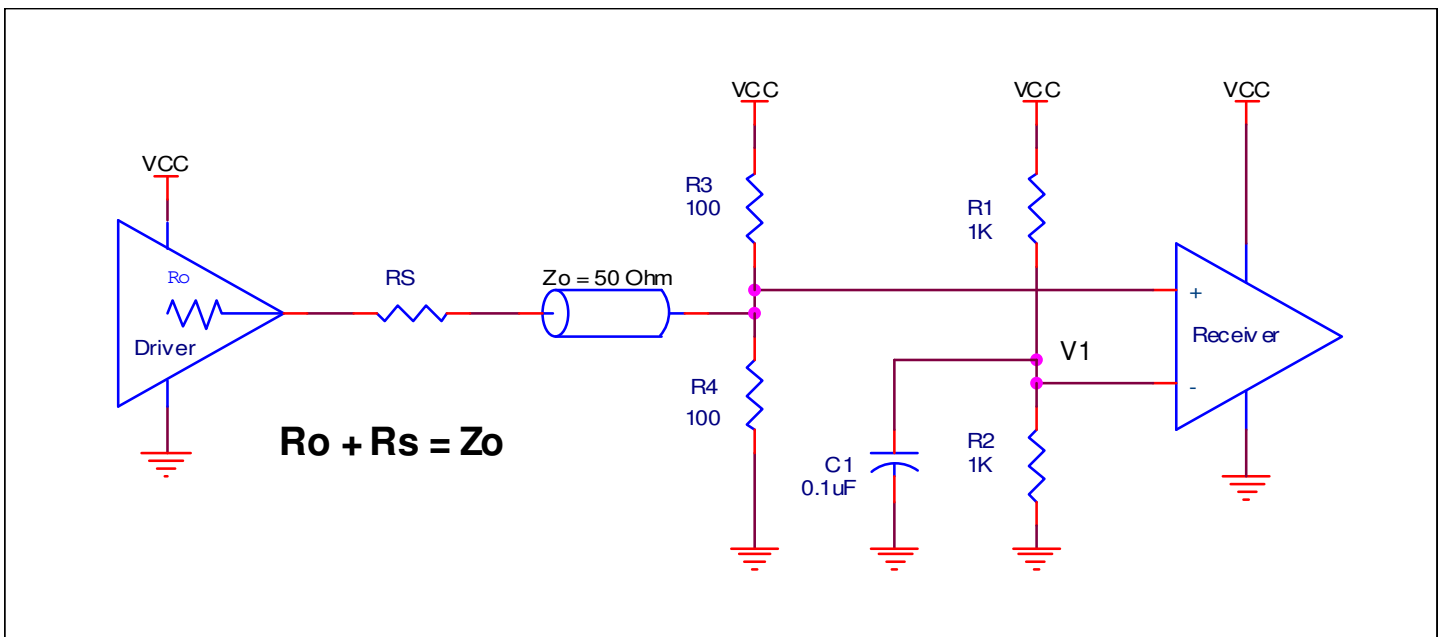 VCC
VCC
VCC
VCC
R3
100
R1
1K
Ro
RS
Zo = 50 Ohm
+
Driver
Receiver
V1
-
R4
100
Ro + Rs = Zo
C1
0.1uF
R2
1K